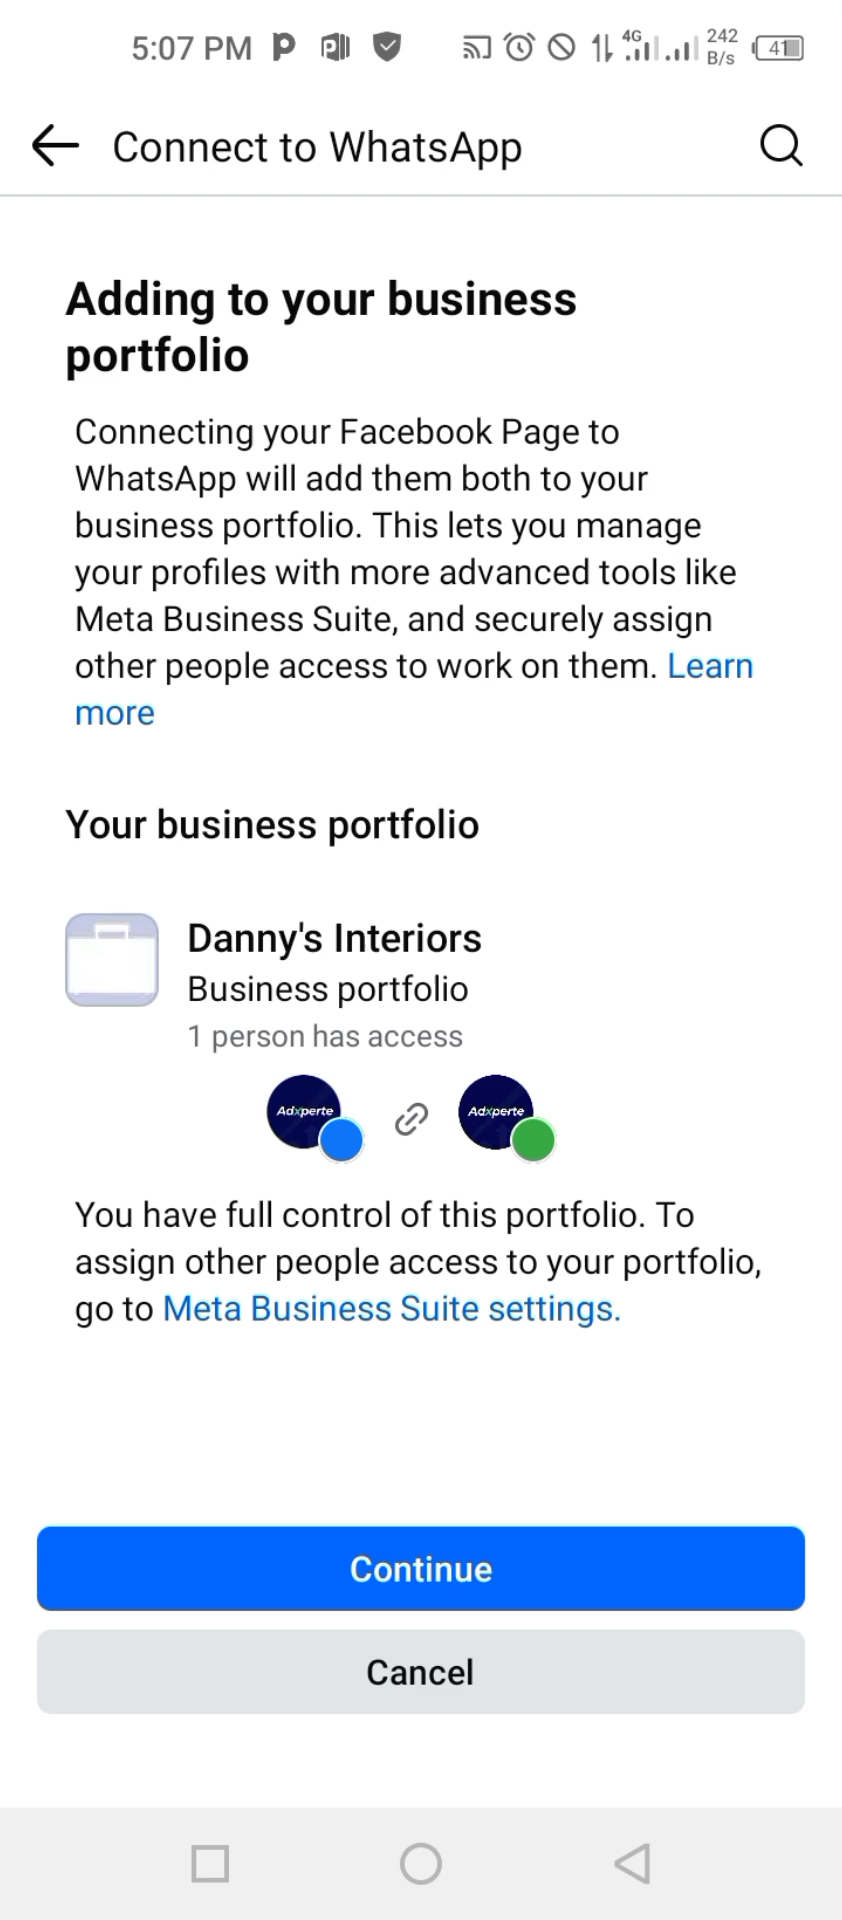 5:07 PM
4G
242
B/s
41
Connect to WhatsApp
Adding to your business
portfolio
Connecting your Facebook Page to
WhatsApp will add them both to your
business portfolio. This lets you manage
your profiles with more advanced tools like
Meta Business Suite, and securely assign
other people access to work on them. Learn
more
Your business portfolio
Danny's Interiors
Business portfolio
1 person has access
Adxperte Adxperte
You have full control of this portfolio. To
assign other people access to your portfolio,
go to Meta Business Suite settings.
Continue
Cancel